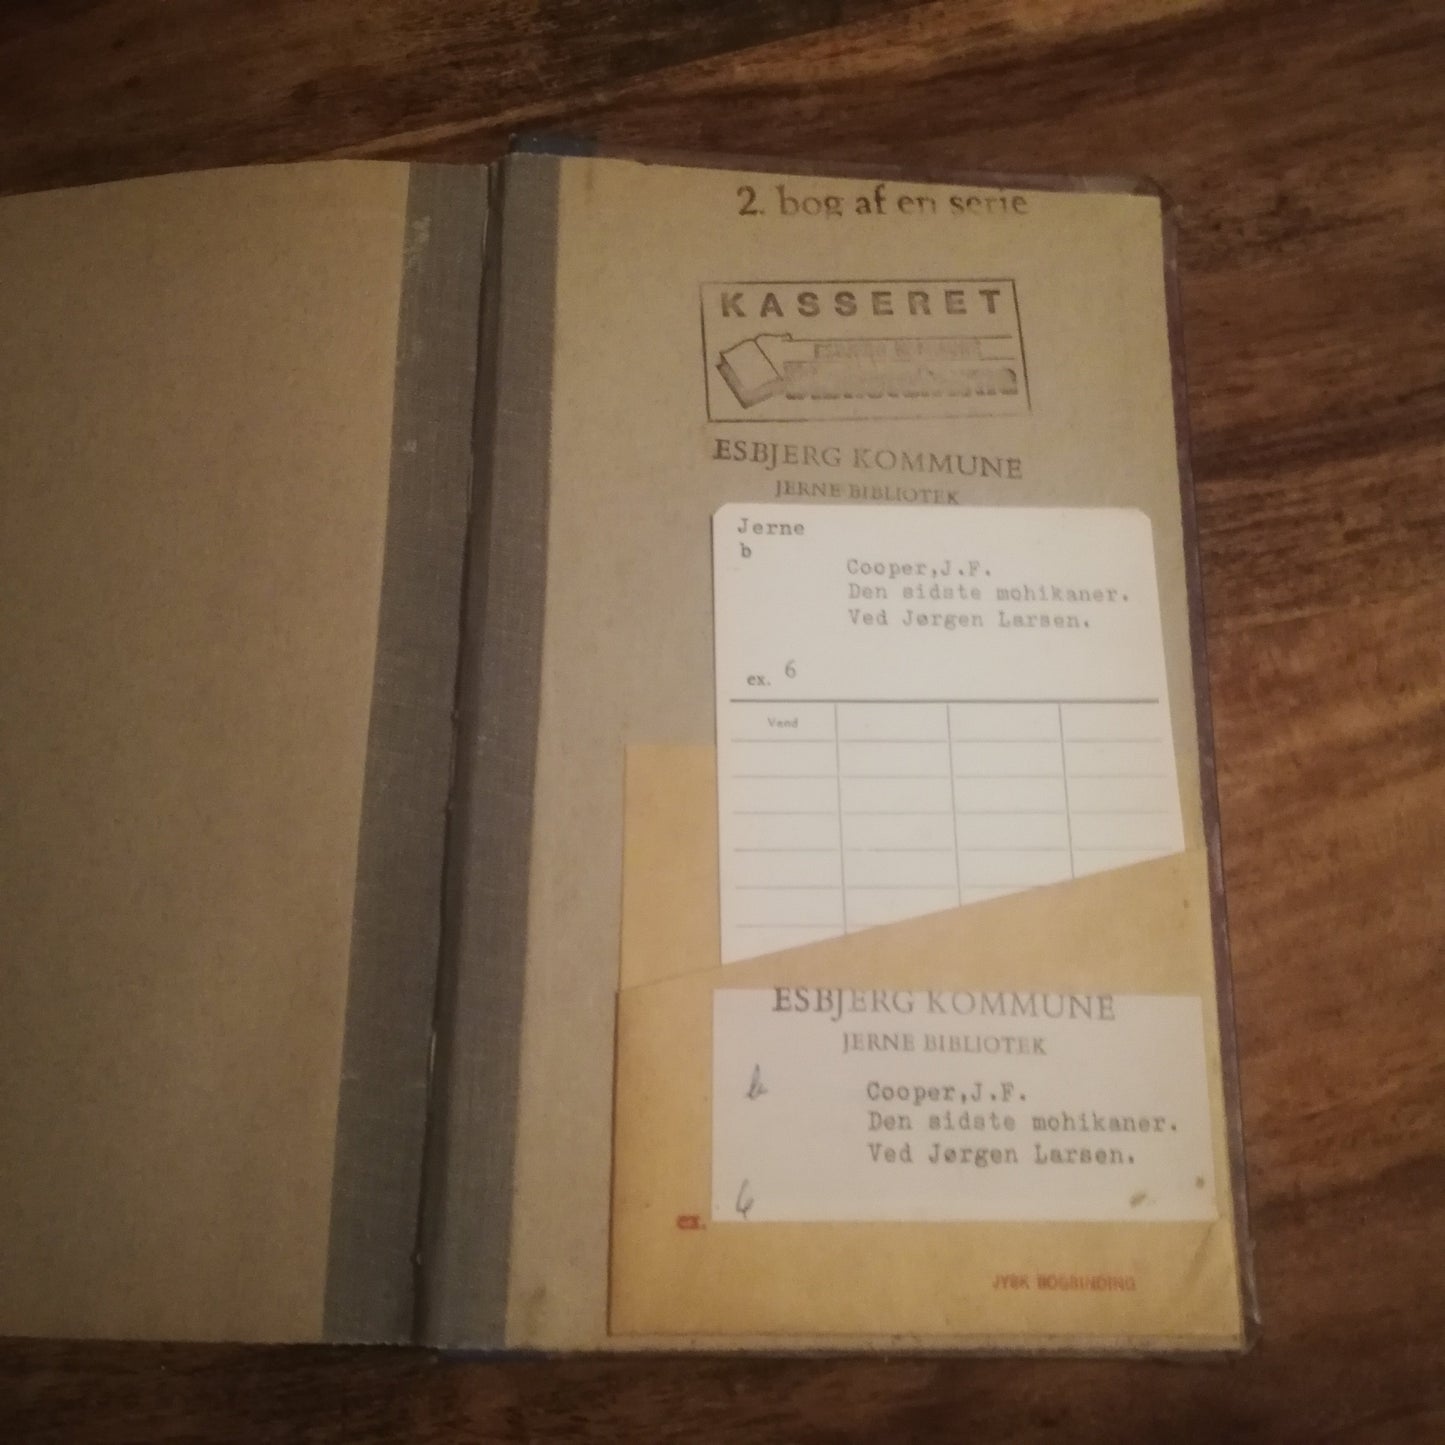 2. bog af en serie
KASSERET
ESBJERG KOMMUNE
JERNE BIBLIOTEK
Jerne
b
Cooper,J.F.
Den sidste mohikaner.
Ved Jørgen Larsen.
ex. 6
Vend
ESBJERG KOMMUNE
JERNE BIBLIOTEK
b
Cooper,J.F.
Den sidste mohikaner.
Ved Jørgen Larsen.
ex. 6
JYSK BOGBINDING